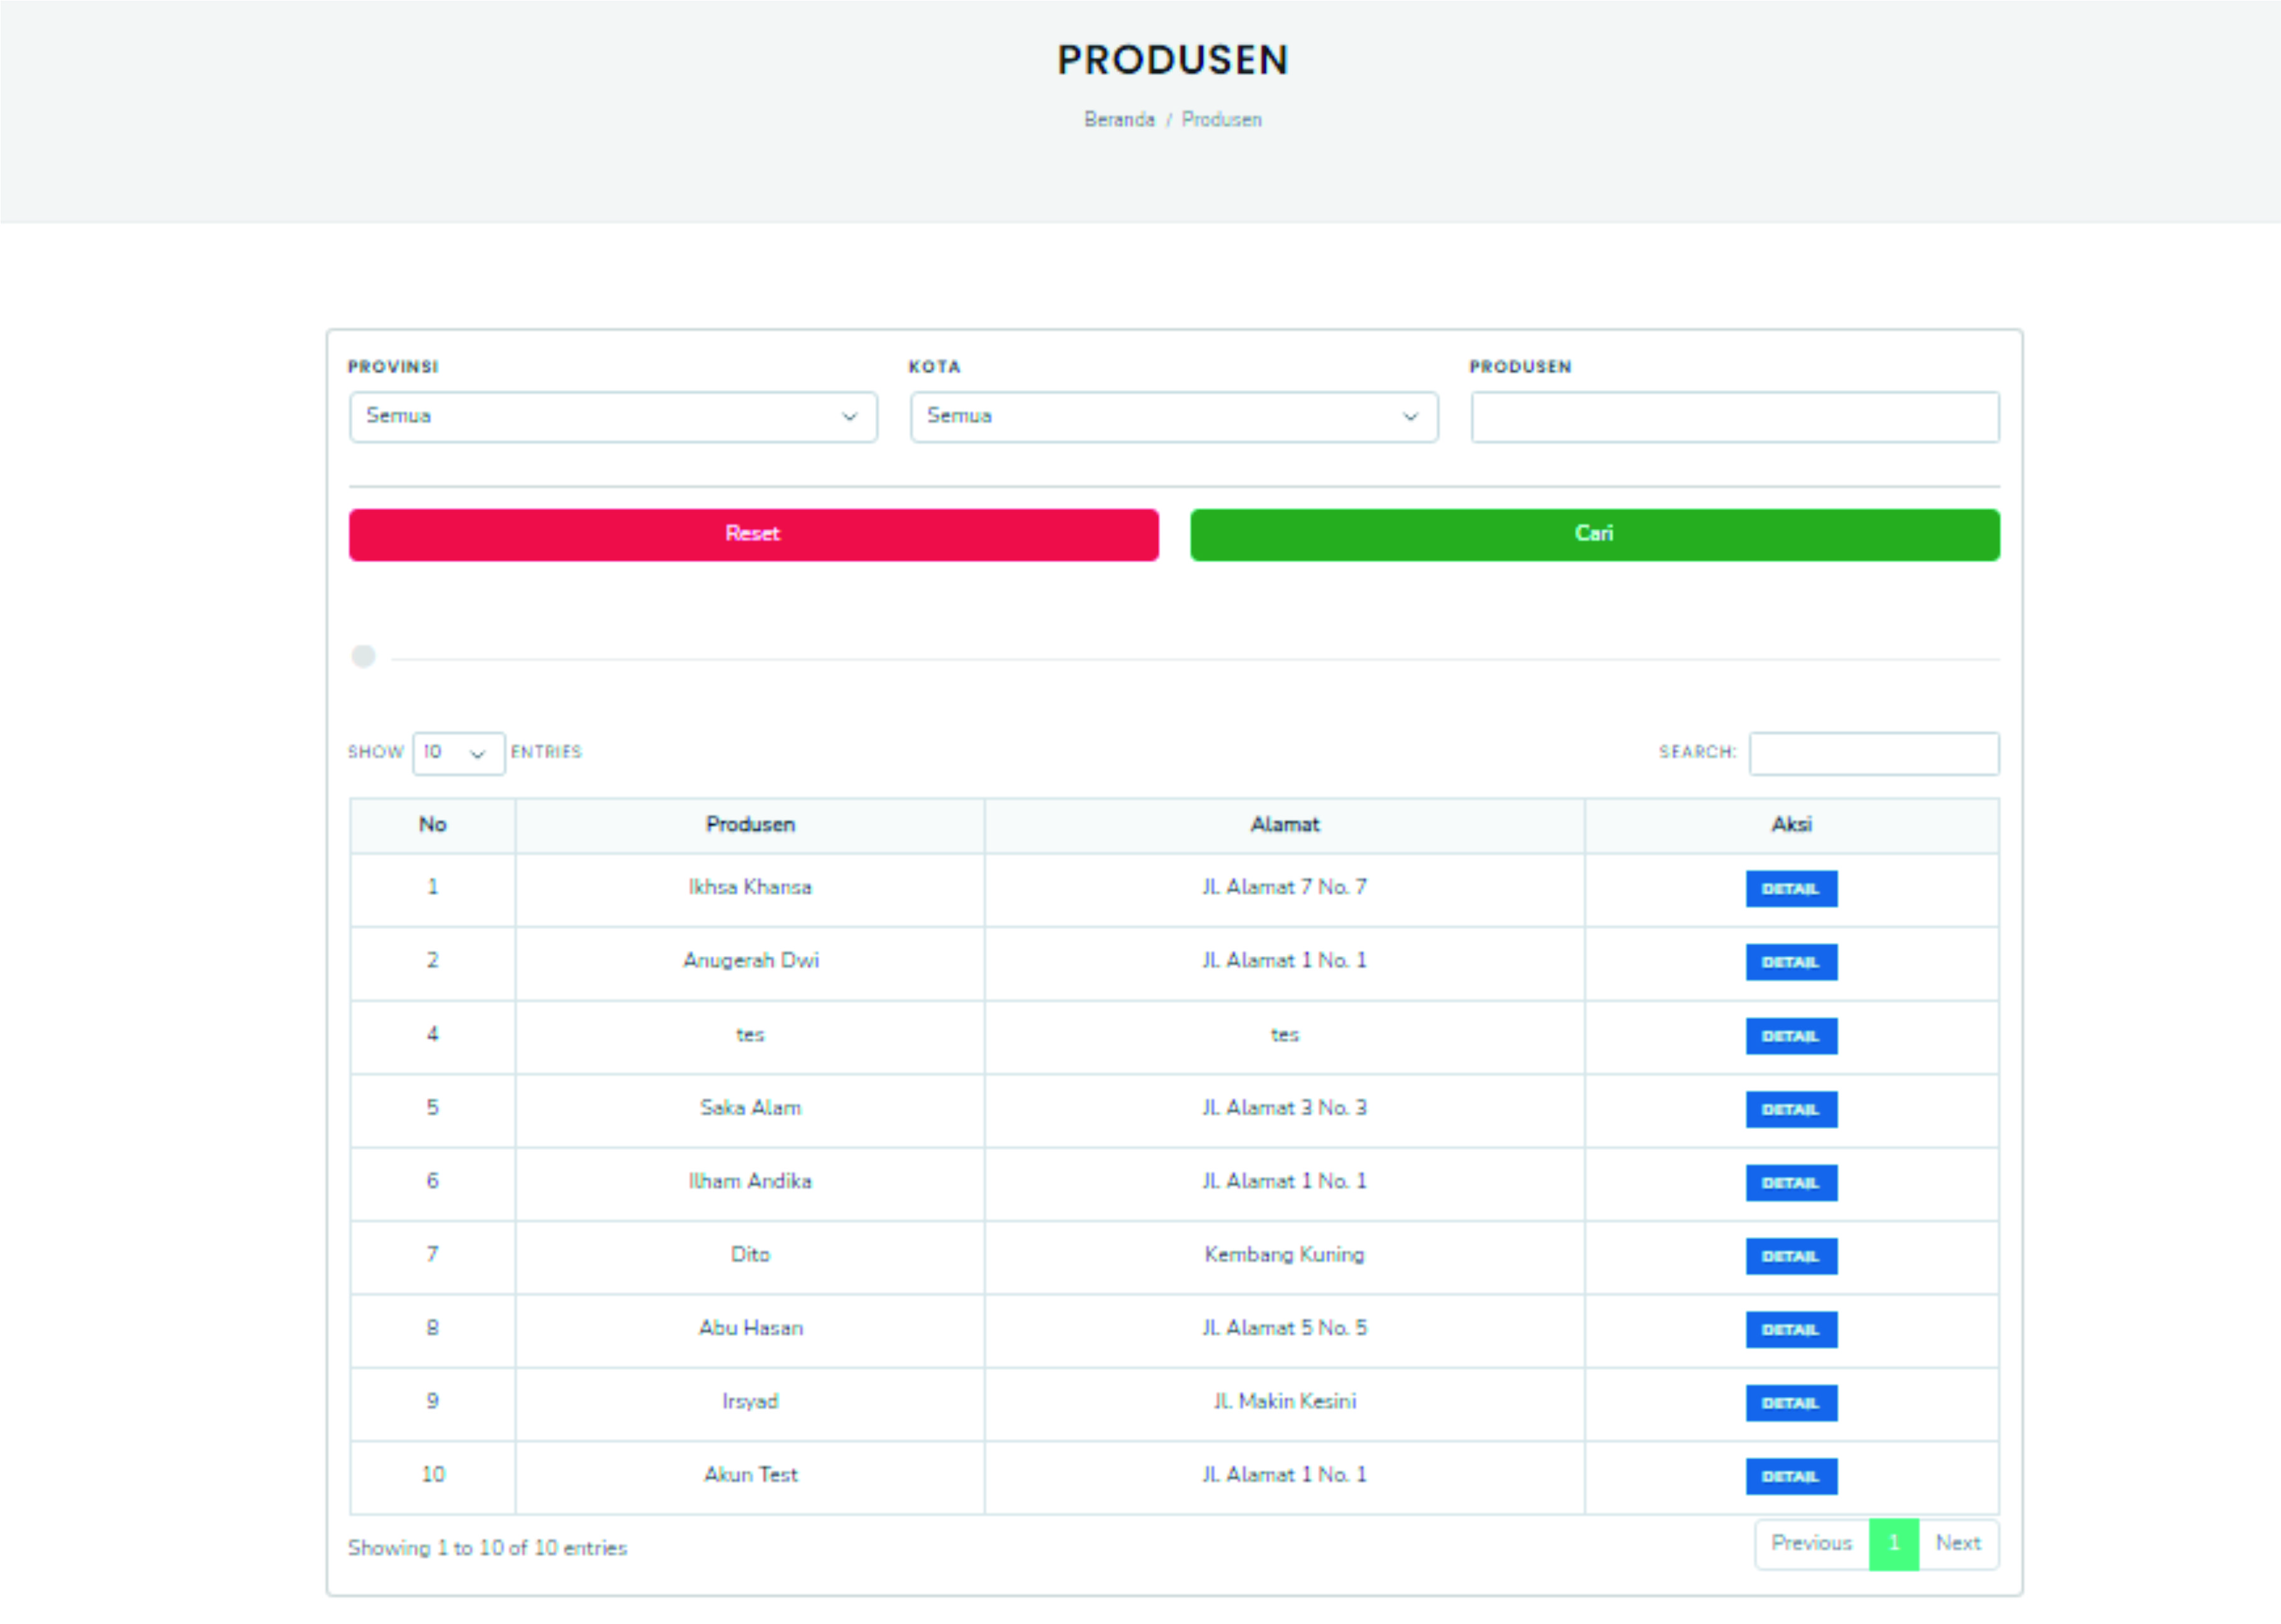 PRODUSEN
Beranda / Produsen
PROVINSI KOTA PRODUSEN
Semua Semua
Reset Cari
SHOW 10 ENTRIES SEARCH:
No Produsen Alamat Aksi
1 Ikhsa Khansa Jl. Alamat 7 No. 7 DETAIL
2 Anugerah Dwi Jl. Alamat 1 No. 1 DETAIL
4 tes tes DETAIL
5 Saka Alam Jl. Alamat 3 No. 3 DETAIL
6 Ilham Andika Jl. Alamat 1 No. 1 DETAIL
7 Dito Kembang Kuning DETAIL
8 Abu Hasan Jl. Alamat 5 No. 5 DETAIL
9 Irsyad Jl. Makin Kesini DETAIL
10 Akun Test Jl. Alamat 1 No. 1 DETAIL
Showing 1 to 10 of 10 entries Previous 1 Next